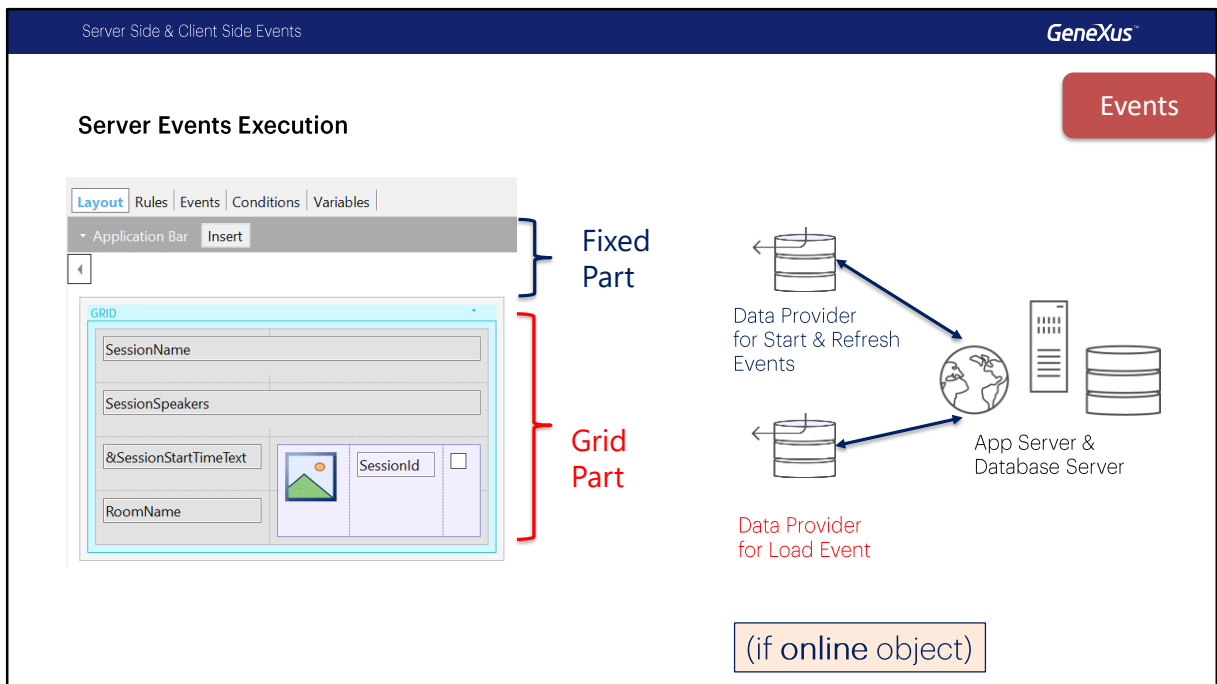 Server Side & Client Side Events
GeneXus™
Events
Server Events Execution
Layout Rules Events Conditions Variables
Application Bar Insert
Fixed
Part
GRID
SessionName
SessionSpeakers
&SessionStartTimeText
SessionId
RoomName
Grid
Part
Data Provider
for Start & Refresh
Events
App Server &
Database Server
Data Provider
for Load Event
(if online object)